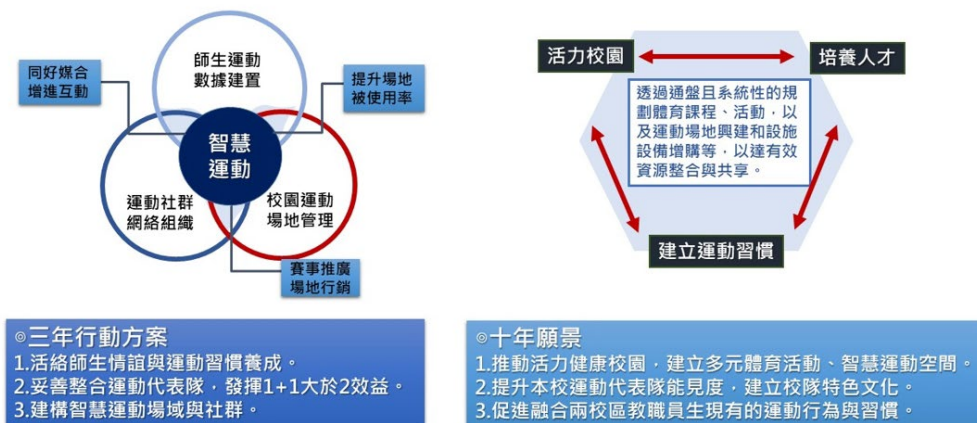 師生運動
數據建置
同好媒合
增進互動
提升場地
被使用率
智慧
運動
運動社群
網絡組織
校園運動
場地管理
賽事推廣
場地行銷
◎三年行動方案
1.活絡師生情誼與運動習慣養成。
2.妥善整合運動代表隊，發揮1+1大於2效益。
3.建構智慧運動場域與社群。
活力校園
培養人才
透過通盤且系統性的規
劃體育課程、活動，以
及運動場地興建和設施
設備增購等，以達有效
資源整合與共享。
建立運動習慣
◎十年願景
1.推動活力健康校園，建立多元體育活動、智慧運動空間。
2.提升本校運動代表隊能見度，建立校隊特色文化。
3.促進融合兩校區教職員生現有的運動行為與習慣。